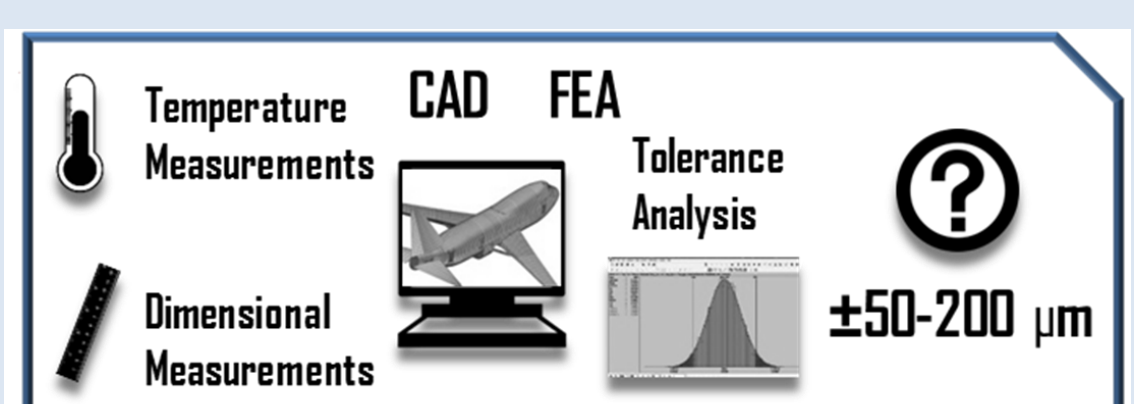 Temperature
Measurements
CAD FEA
Tolerance
Analysis
?
±50-200 µm
Dimensional
Measurements